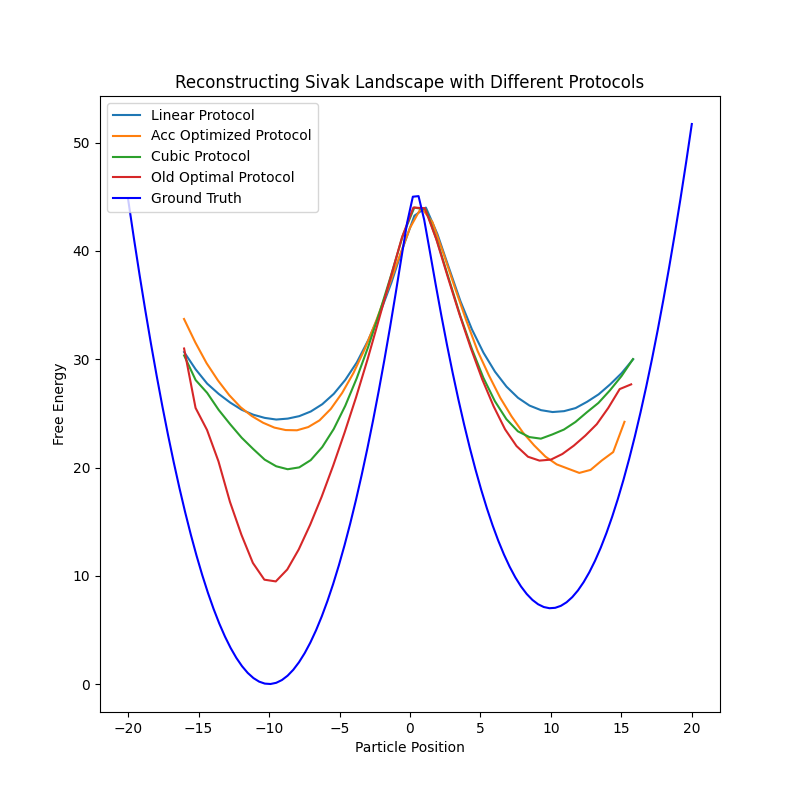 Reconstructing Sivak Landscape with Different Protocols
Linear Protocol
Acc Optimized Protocol
Cubic Protocol
Old Optimal Protocol
Ground Truth
Free Energy
50
40
30
20
10
0
−20 −15 −10 −5 0 5 10 15 20
Particle Position